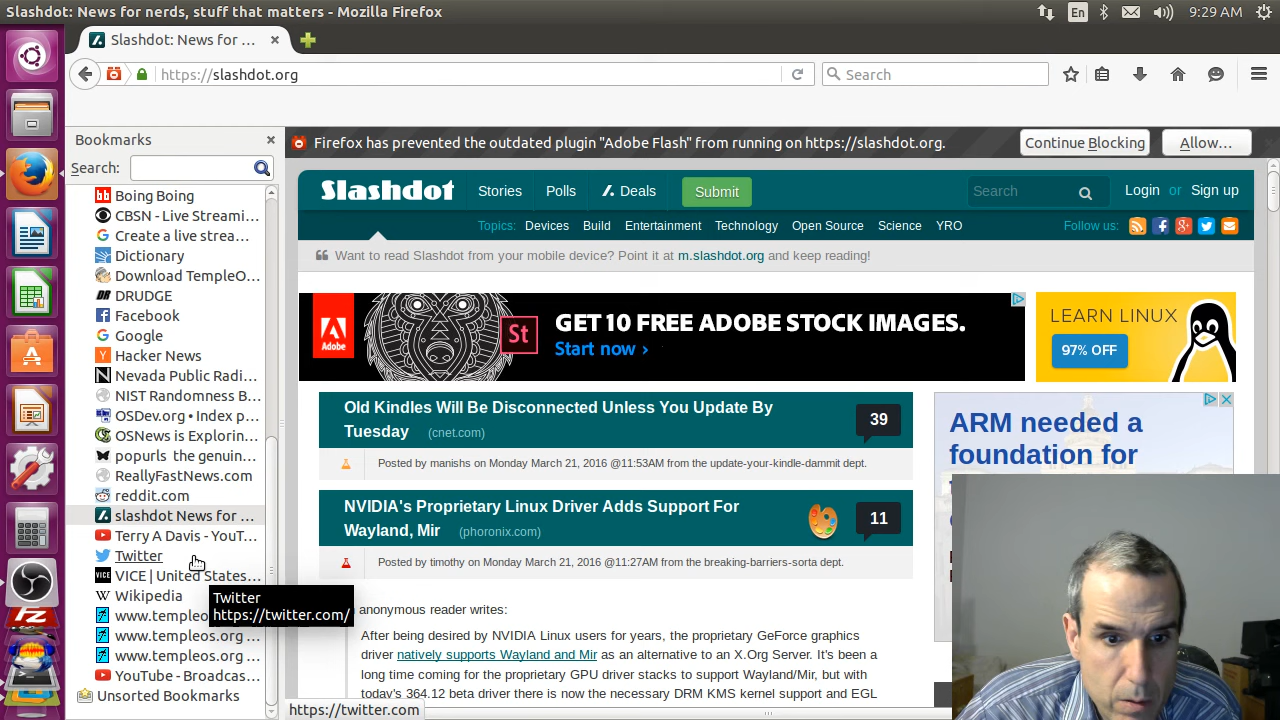 Slashdot: News for nerds, stuff that matters - Mozilla Firefox
En
9:29 AM
Slashdot: News for ...
https://slashdot.org
Search
Bookmarks
Firefox has prevented the outdated plugin "Adobe Flash" from running on https://slashdot.org.
Continue Blocking
Allow...
Search:
Boing Boing
CBSN - Live Streami...
Create a live strea...
Dictionary
Download TempleO...
DRUDGE
Facebook
Google
Hacker News
Nevada Public Radi...
NIST Randomness B...
OSDev.org • Index p...
OSNews is Explorin...
popurls the genuin...
ReallyFastNews.com
reddit.com
slashdot News for ...
Terry A Davis - YouT...
Twitter
VICE | United States...
Wikipedia
www.templeo
www.templeos.org ...
www.templeos.org ...
YouTube - Broadcas...
Unsorted Bookmarks
Twitter
https://twitter.com/
https://twitter.com
Slashdot
Stories
Polls
Deals
Submit
Search
Login or Sign up
Topics: Devices Build Entertainment Technology Open Source Science YRO
Follow us:
Want to read Slashdot from your mobile device? Point it at m.slashdot.org and keep reading!
Adobe
St
GET 10 FREE ADOBE STOCK IMAGES.
Start now ›
LEARN LINUX
97% OFF
Old Kindles Will Be Disconnected Unless You Update By
Tuesday (cnet.com)
39
Posted by manishs on Monday March 21, 2016 @11:53AM from the update-your-kindle-dammit dept.
NVIDIA's Proprietary Linux Driver Adds Support For
Wayland, Mir (phoronix.com)
11
Posted by timothy on Monday March 21, 2016 @11:27AM from the breaking-barriers-sorta dept.
anonymous reader writes:
After being desired by NVIDIA Linux users for years, the proprietary GeForce graphics
driver natively supports Wayland and Mir as an alternative to an X.Org Server. It's been a
long time coming for the proprietary GPU driver stacks to support Wayland/Mir, but with
today's 364.12 beta driver there is now the necessary DRM KMS Kernel support and EGL
ARM needed a
foundation for